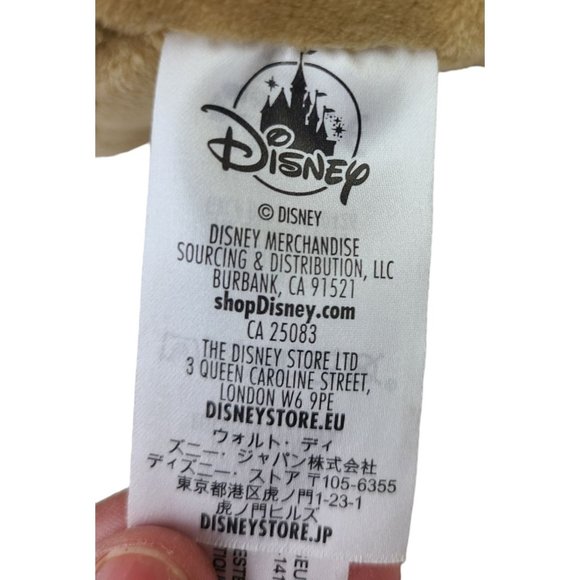 Disney
© DISNEY
DISNEY MERCHANDISE
SOURCING & DISTRIBUTION, LLC
BURBANK, CA 91521
shopDisney.com
CA 25083
THE DISNEY STORE LTD
3 QUEEN CAROLINE STREET,
LONDON W6 9PE
DISNEYSTORE.EU
ウォルト・ディ
ズニー・ジャパン株式会社
ディズニー・ストア 〒105-6355
東京都港区虎ノ門1-23-1
虎ノ門ヒルズ
DISNEYSTORE.JP